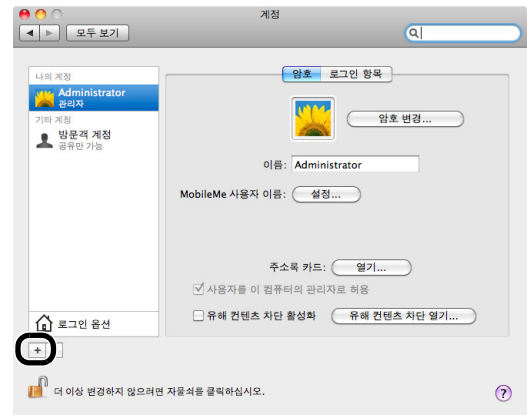 계정
모두 보기
암호 로그인 항목
나의 계정
Administrator
관리자
기타 계정
방문객 계정
공유만 가능
암호 변경...
이름: Administrator
MobileMe 사용자 이름: 설정...
주소록 카드: 열기...
사용자를 이 컴퓨터의 관리자로 허용
유해 컨텐츠 차단 활성화 유해 컨텐츠 차단 열기...
로그인 옵션
+
더 이상 변경하지 않으려면 자물쇠를 클릭하십시오.
?